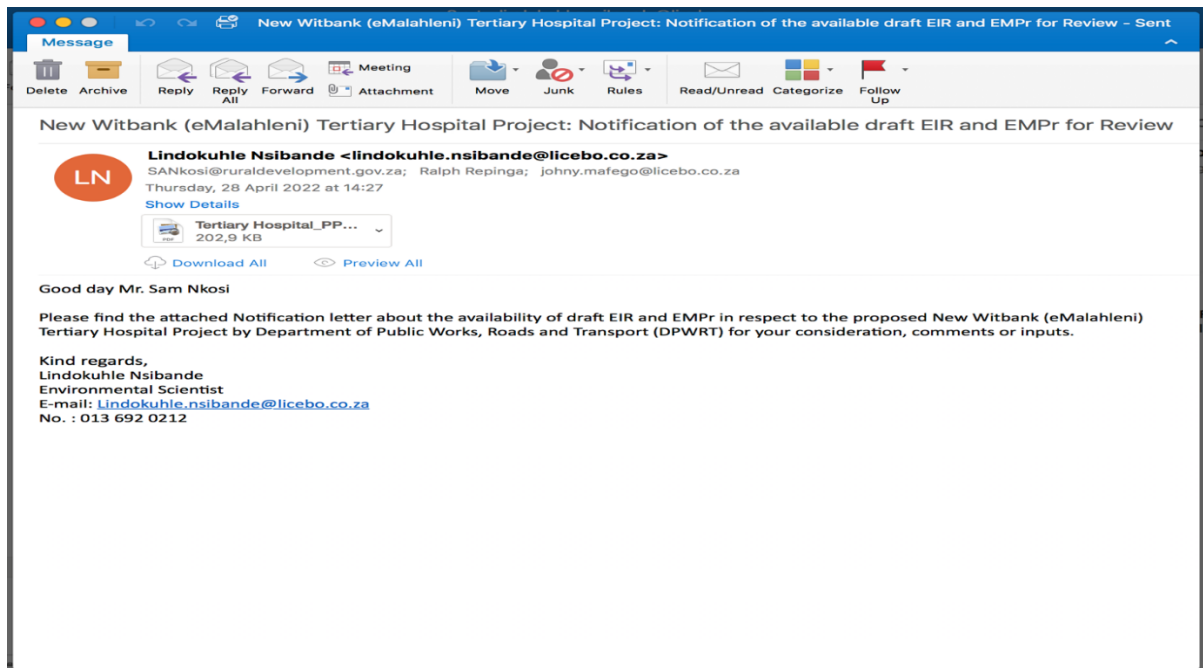 New Witbank (eMalahleni) Tertiary Hospital Project: Notification of the available draft EIR and EMPr for Review – Sent
Message
Delete Archive Reply Reply All Forward Meeting Attachment Move Junk Rules Read/Unread Categorize Follow Up
New Witbank (eMalahleni) Tertiary Hospital Project: Notification of the available draft EIR and EMPr for Review
LN
Lindokuhle Nsibande <lindokuhle.nsibande@licebo.co.za>
SANkosi@ruraldevelopment.gov.za; Ralph Repinga; johny.mafego@licebo.co.za
Thursday, 28 April 2022 at 14:27
Show Details
Tertiary Hospital_PP...
PDF
202,9 KB
Download All Preview All
Good day Mr. Sam Nkosi
Please find the attached Notification letter about the availability of draft EIR and EMPr in respect to the proposed New Witbank (eMalahleni)
Tertiary Hospital Project by Department of Public Works, Roads and Transport (DPWRT) for your consideration, comments or inputs.
Kind regards,
Lindokuhle Nsibande
Environmental Scientist
E-mail: Lindokuhle.nsibande@licebo.co.za
No. : 013 692 0212